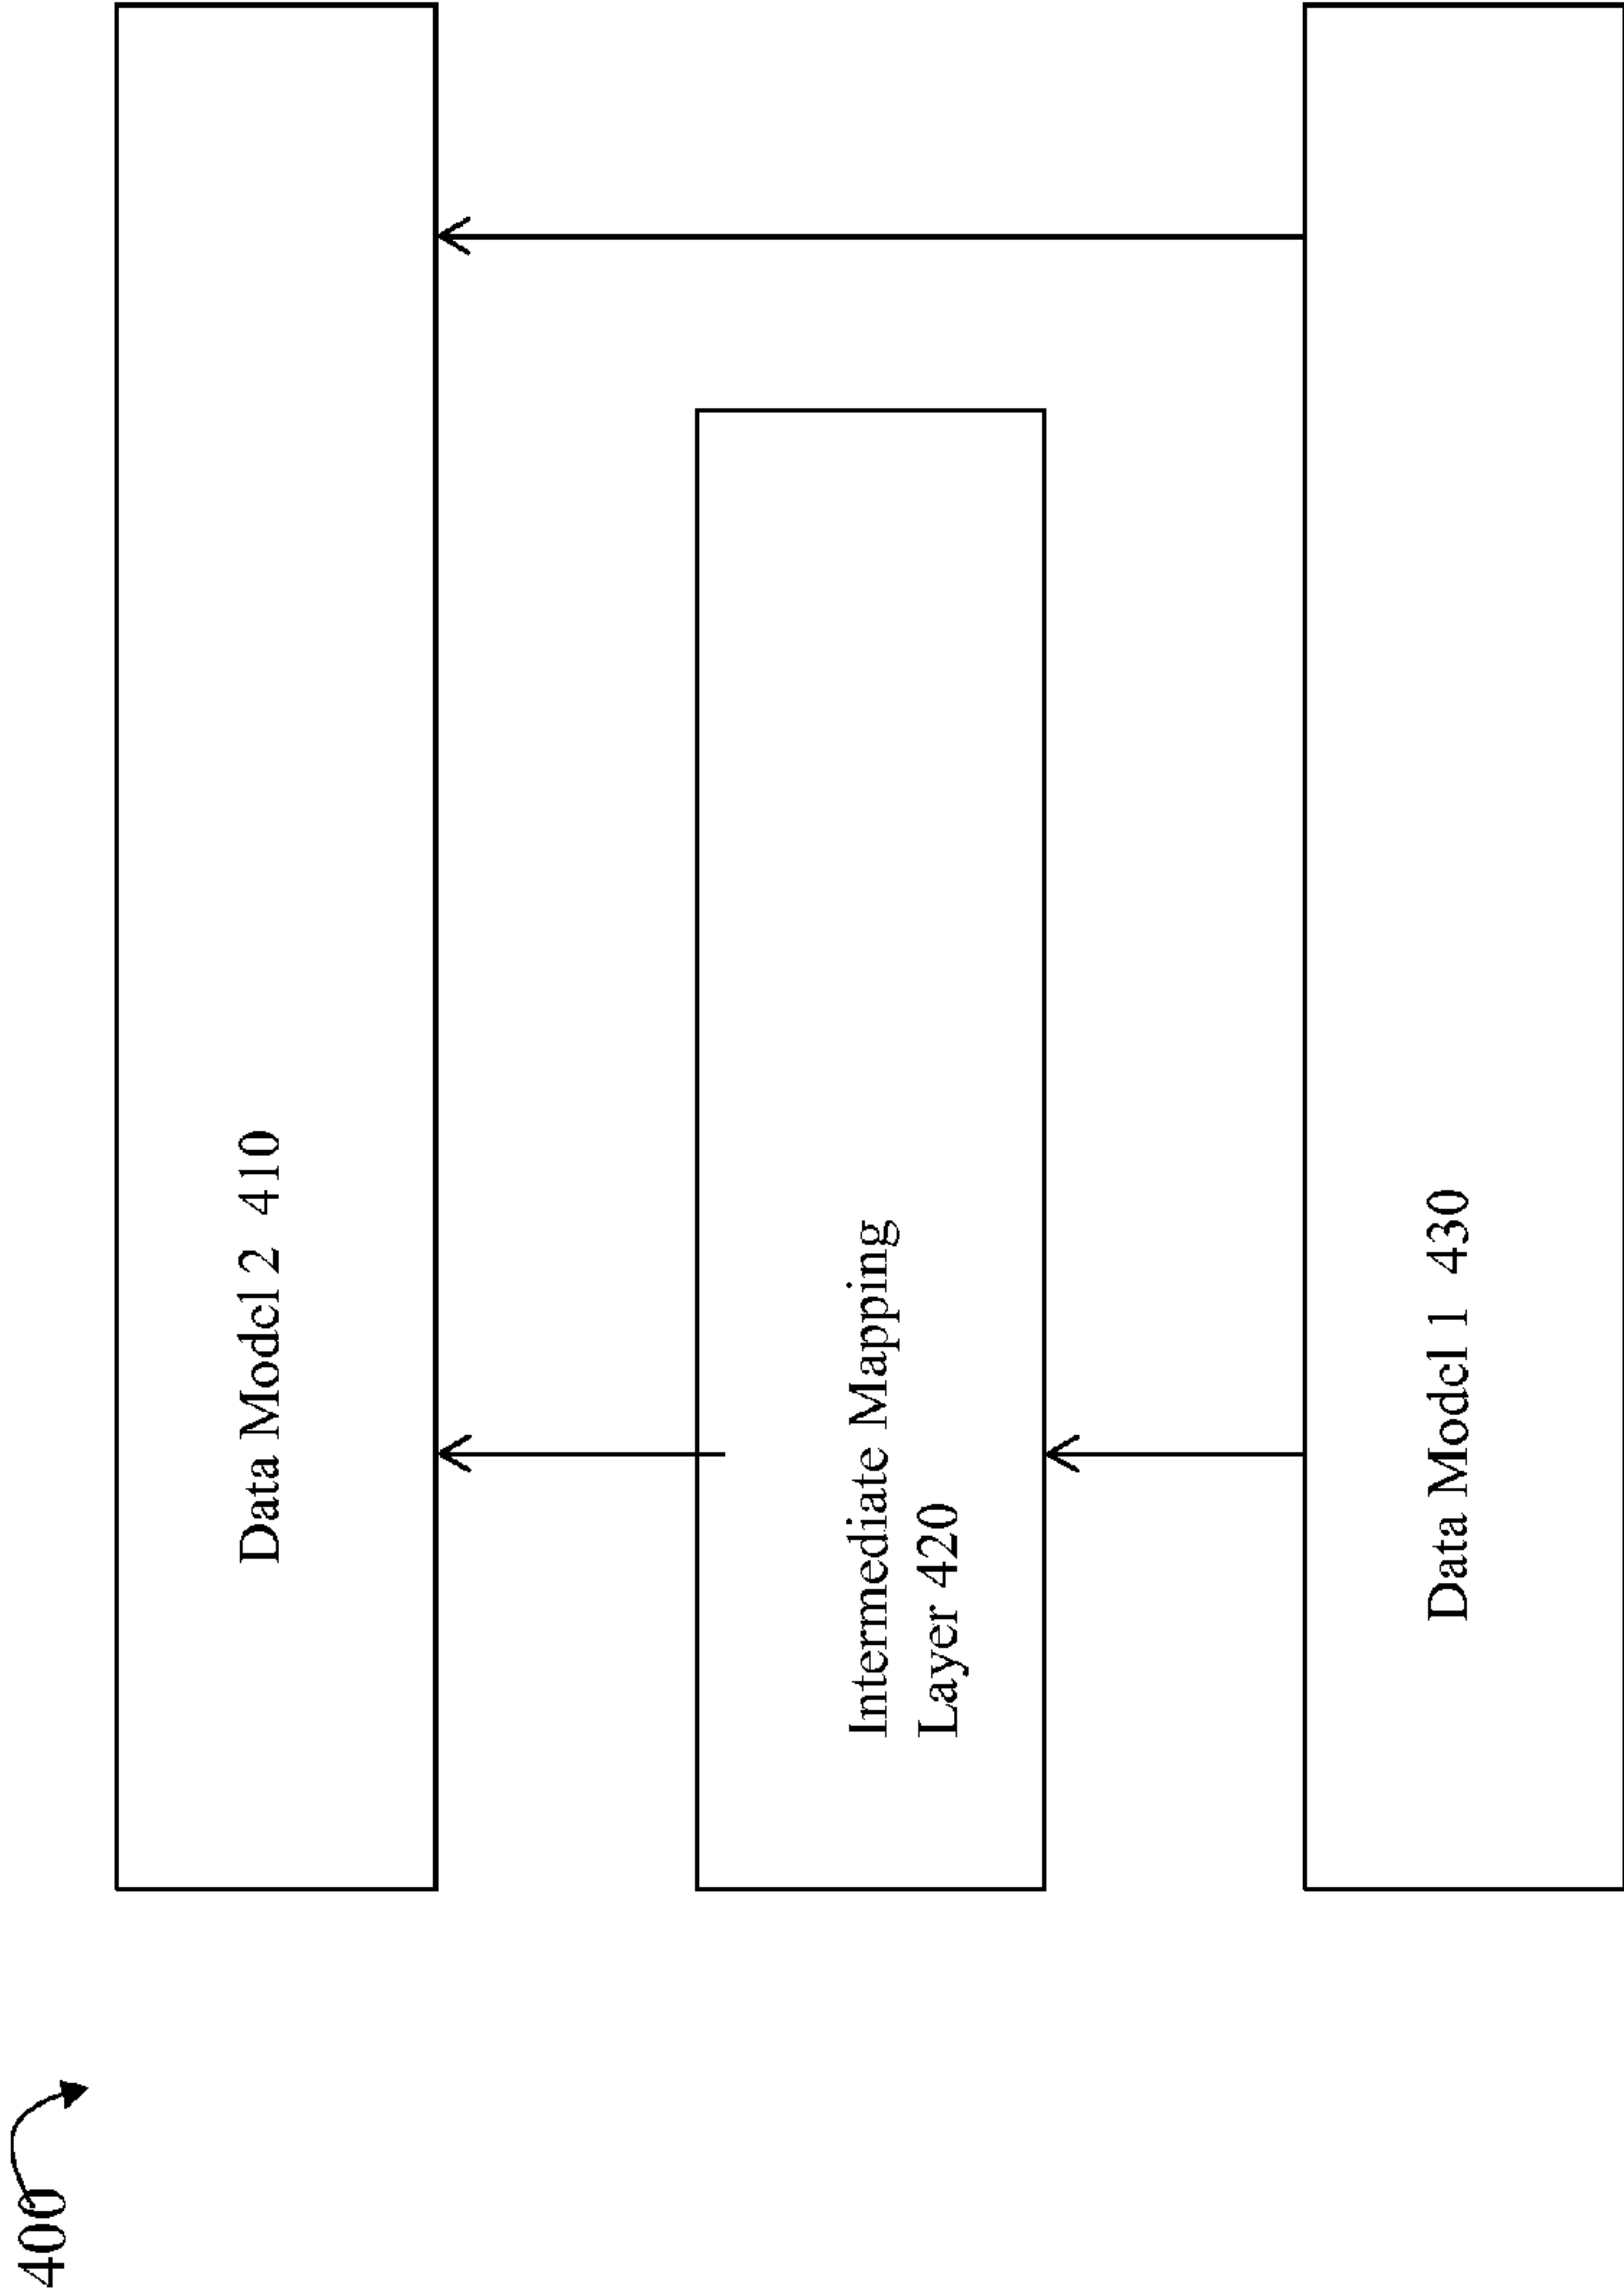 400
Data Model 2 410
Intermediate Mapping
Layer 420
Data Model 1 430